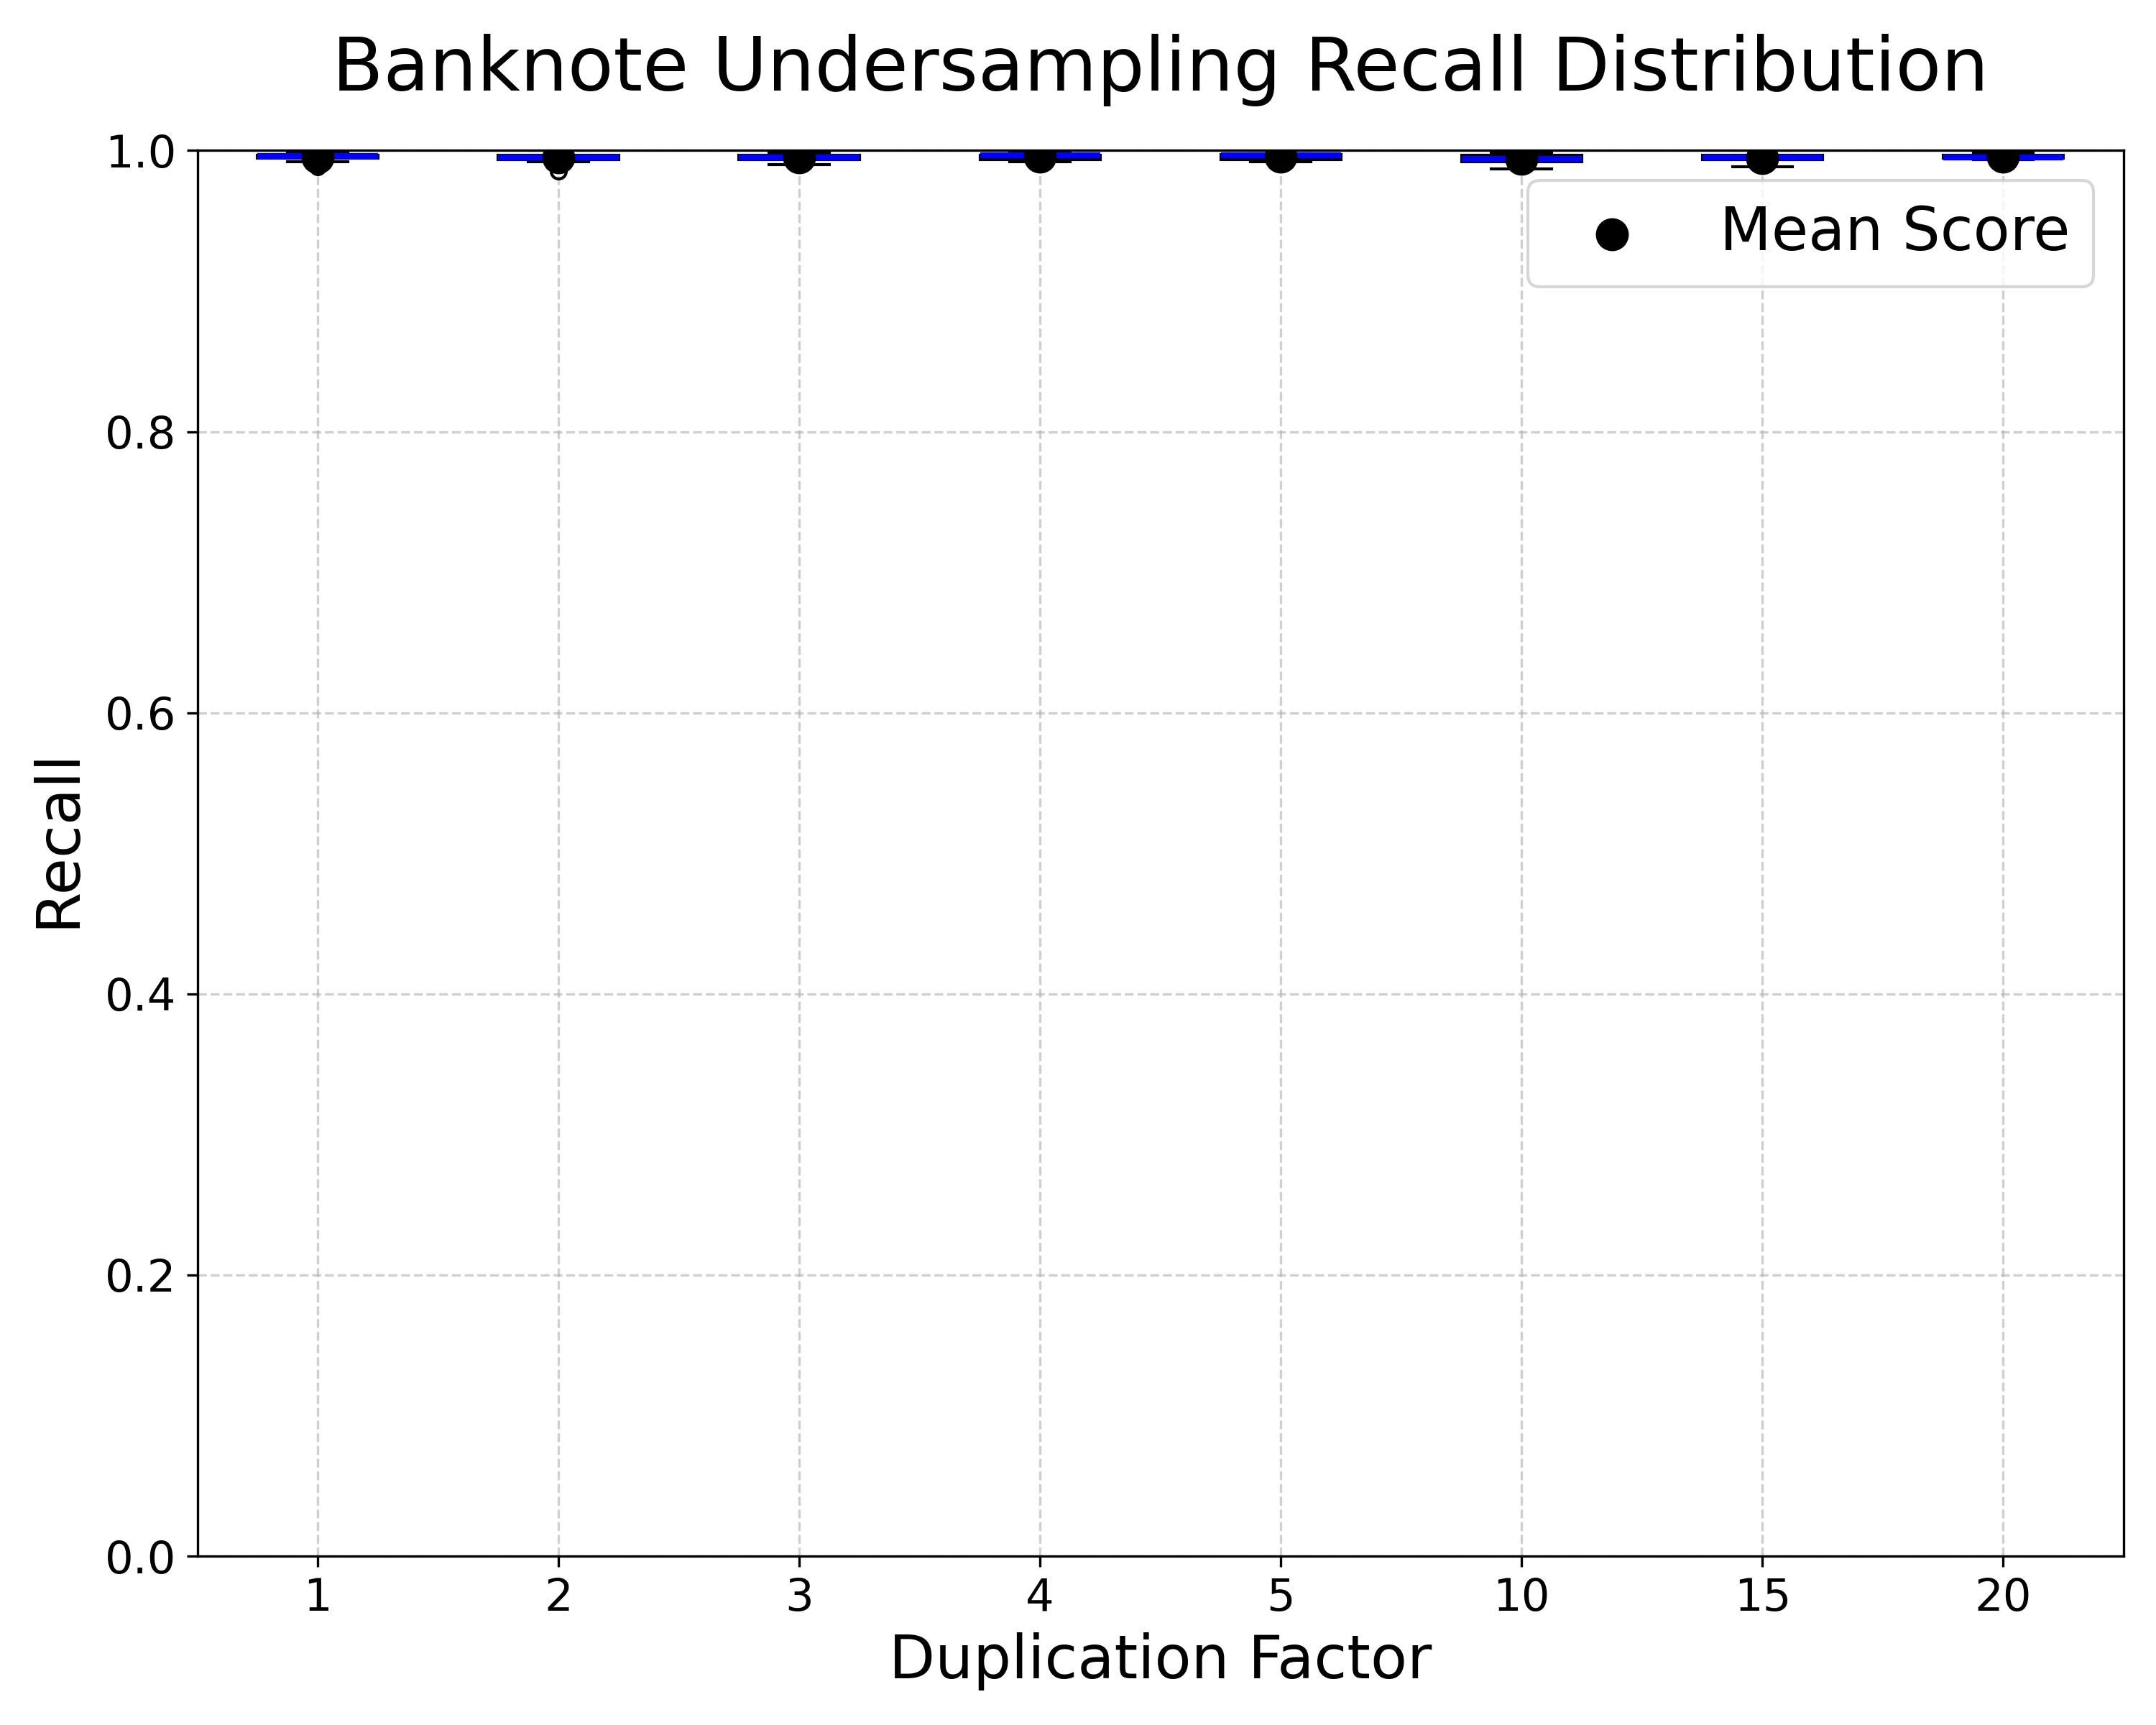 Banknote Undersampling Recall Distribution
1.0
Mean Score
0.8
0.6
Recall
0.4
0.2
0.0
1 2 3 4 5 10 15 20
Duplication Factor